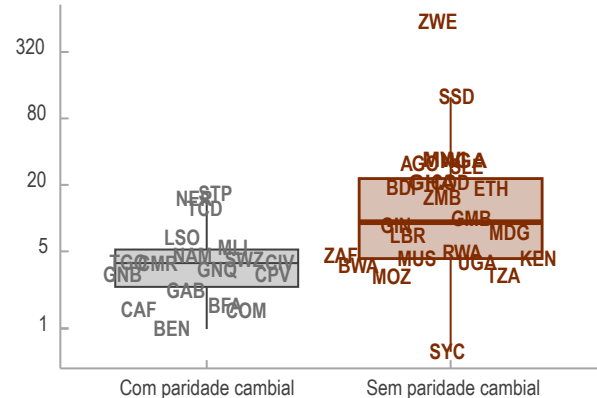 ZWE
320
SSD
80
MWI NGA
AGO SLE
20
GHA COD
BDI ETH
STP
NER
ZMB
TCD
GMB
GIN
MDG
LSO
LBR
MLI
5
NAM
RWA
ZAF
SWZ
MUS
KEN
TGO
CMR
CIV
UGA
BWA
GNQ
GNB
CPV
MOZ
TZA
GAB
BFA
CAF
COM
1
BEN
SYC
Com paridade cambial
Sem paridade cambial